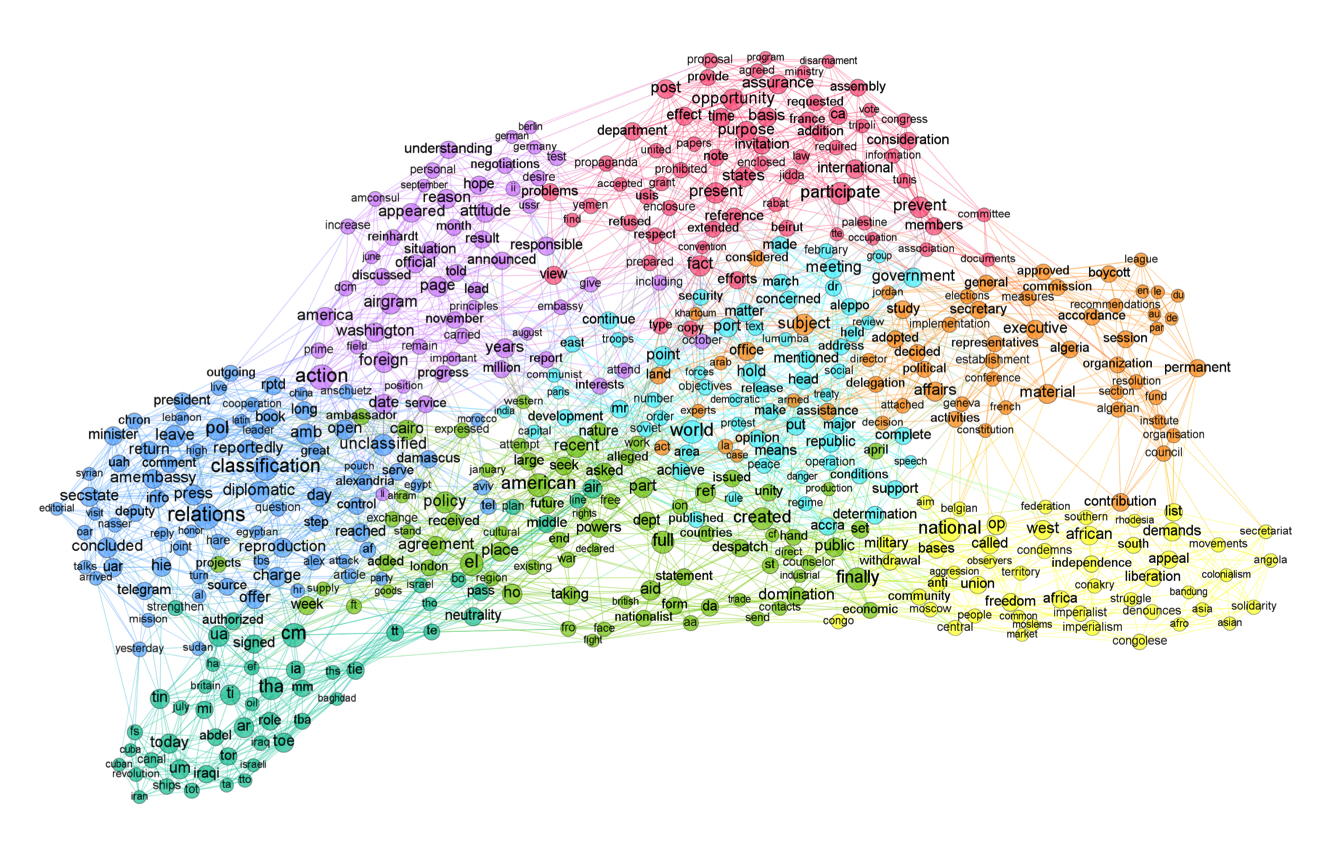 proposal
program
disarmament
provide
agreed
ministry
post
assurance
assembly
opportunity
requested
effect
time
basis
france
ca
vote
congress
department
purpose
addition
tripoli
consideration
united
papers
invitation
law
required
information
propaganda
note
enclosed
prohibited
states
jidda
international
tunis
accepted
grant
usis
present
participate
yemen
enclosure
rabat
prevent
find
refused
reference
extended
beirut
palestine
members
committee
respect
tte
occupation
association
convention
prepared
fact
efforts
documents
view
including
type
copy
problems
berlin
german
understanding
germany
test
negotiations
personal
desire
september
hope
ii
amconsul
reason
ussr
appeared
attitude
increase
month
reinhardt
situation
result
responsible
june
official
announced
discussed
told
dcm
page
lead
give
airgram
principles
embassy
america
november
washington
carried
august
prime
field
remain
years
foreign
important
million
report
progress
action
position
date
service
october
attend
interests
made
february
group
considered
meeting
government
march
dr
security
concerned
aleppo
jordan
continue
matter
khartoum
port
text
subject
study
east
troops
lumumba
held
review
address
point
office
mentioned
arab
director
communist
land
forces
hold
head
social
objectives
release
treaty
paris
number
democratic
armed
delegation
mr
order
experts
make
assistance
attached
capital
development
soviet
protest
put
major
decision
world
opinion
republic
complete
nature
work
act
area
la
case
means
april
peace
operation
speech
achieve
danger
conditions
production
rule
regime
support
published
determination
accra
league
general
approved
boycott
commission
elections
measures
recommendations
en
le
du
secretary
accordance
au
de
par
implementation
executive
session
adopted
representatives
algeria
decided
establishment
organization
permanent
political
conference
resolution
affairs
material
section
fund
geneva
french
algerian
activities
institute
constitution
organisation
council
contribution
outgoing
live
rptd
china
anschuetz
president
cooperation
chron
lebanon
book
long
latin
minister
leave
pol
leader
amb
open
return
high
reportedly
great
unclassified
uah
comment
classification
syrian
amembassy
pouch
serve
damascus
alexandria
egypt
secstate
info
press
diplomatic
day
control
editorial
visit
deputy
question
nasser
relations
step
oar
reply
honor
egyptian
reached
concluded
joint
hare
reproduction
af
talks
arrived
uar
hie
tbs
alex
attack
turn
charge
article
telegram
source
al
offer
hr
mission
yesterday
sudan
ambassador
cairo
western
india
morocco
expressed
attempt
recent
alleged
large
seek
asked
january
american
aviv
ahram
li
policy
tel
plan
future
air
line
free
part
ref
issued
unity
exchange
received
rights
stand
cultural
middle
powers
dept
countries
created
set
agreement
end
full
despatch
cf
hand
public
added
london
place
declared
direct
el
war
st
counselor
existing
party
goods
israel
region
statement
industrial
finally
projects
supply
bo
pass
ho
taking
aid
domination
week
ft
british
form
da
trade
contacts
nationalist
economic
fro
face
aa
send
fight
strengthen
authorized
tho
neutrality
ua
cm
tt
te
signed
ha
ef
ia
ths
tie
britain
tin
ti
tha
mm
baghdad
july
mi
oil
ar
role
tba
fs
today
abdel
cuba
tor
iraq
toe
canal
cuban
um
iraqi
israeli
revolution
ships
tot
ta
tto
iran
aim
belgian
federation
list
southern
rhodesia
national
op
west
african
demands
secretariat
military
called
south
movements
bases
condemns
independence
appeal
withdrawal
observers
angola
aggression
territory
anti
union
conakry
liberation
colonialism
community
bandung
moscow
freedom
africa
struggle
people
common
imperialist
denounces
asia
solidarity
congo
central
moslems
imperialism
afro
asian
market
congolese